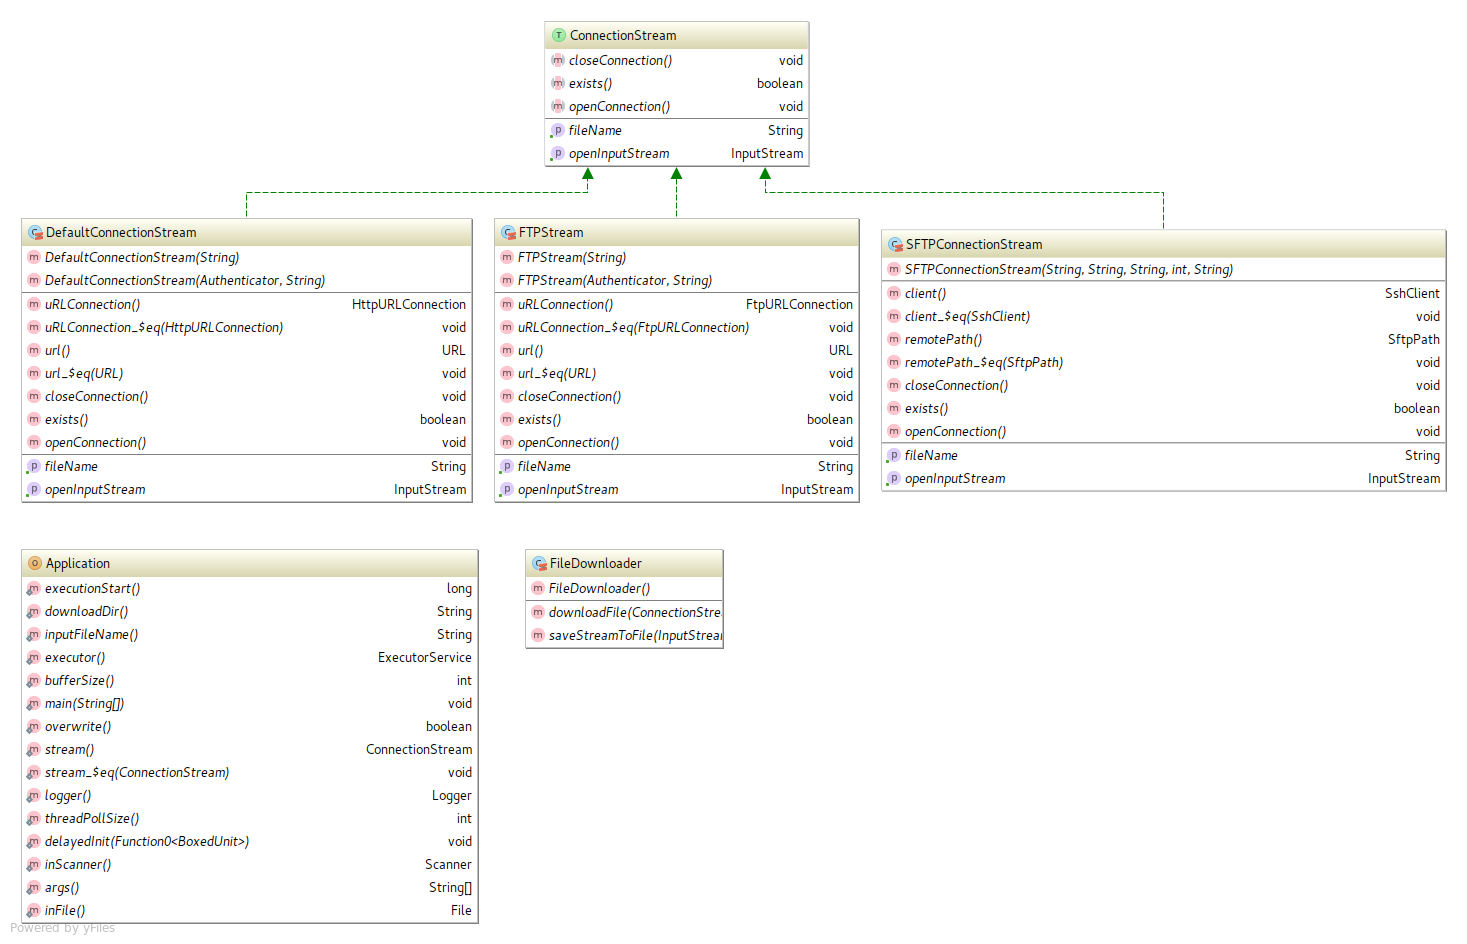 ConnectionStream
closeConnection() void
exists() boolean
openConnection() void
fileName String
openInputStream InputStream
DefaultConnectionStream
DefaultConnectionStream(String)
DefaultConnectionStream(Authenticator, String)
uRLConnection() HttpURLConnection
uRLConnection_$eq(HttpURLConnection) void
url() URL
url_$eq(URL) void
closeConnection() void
exists() boolean
openConnection() void
fileName String
openInputStream InputStream
FTPStream
FTPStream(String)
FTPStream(Authenticator, String)
uRLConnection() FtpURLConnection
uRLConnection_$eq(FtpURLConnection) void
url() URL
url_$eq(URL) void
closeConnection() void
exists() boolean
openConnection() void
fileName String
openInputStream InputStream
SFTPConnectionStream
SFTPConnectionStream(String, String, String, int, String)
client() SshClient
client_$eq(SshClient) void
remotePath() SftpPath
remotePath_$eq(SftpPath) void
closeConnection() void
exists() boolean
openConnection() void
fileName String
openInputStream InputStream
Application
executionStart() long
downloadDir() String
inputFileName() String
executor() ExecutorService
bufferSize() int
main(String[]) void
overwrite() boolean
stream() ConnectionStream
stream_$eq(ConnectionStream) void
logger() Logger
threadPollSize() int
delayedInit(Function0<BoxedUnit>) void
inScanner() Scanner
args() String[]
inFile() File
FileDownloader
FileDownloader()
downloadFile(ConnectionStrea
saveStreamToFile(InputStream
Powered by yFiles